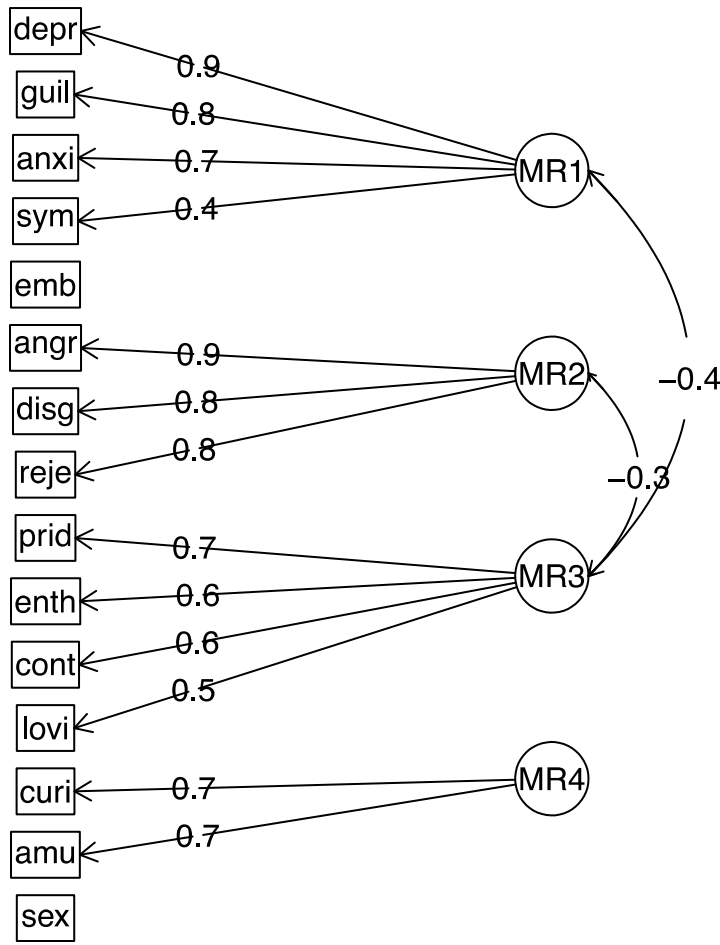 depr
0.9
guil
0.8
anxi
0.7
MR1
sym
0.4
emb
angr
0.9
MR2
−0.4
disg
0.8
reje
0.8
−0.3
prid
0.7
MR3
enth
0.6
cont
0.6
lovi
0.5
curi
0.7
MR4
amu
0.7
sex